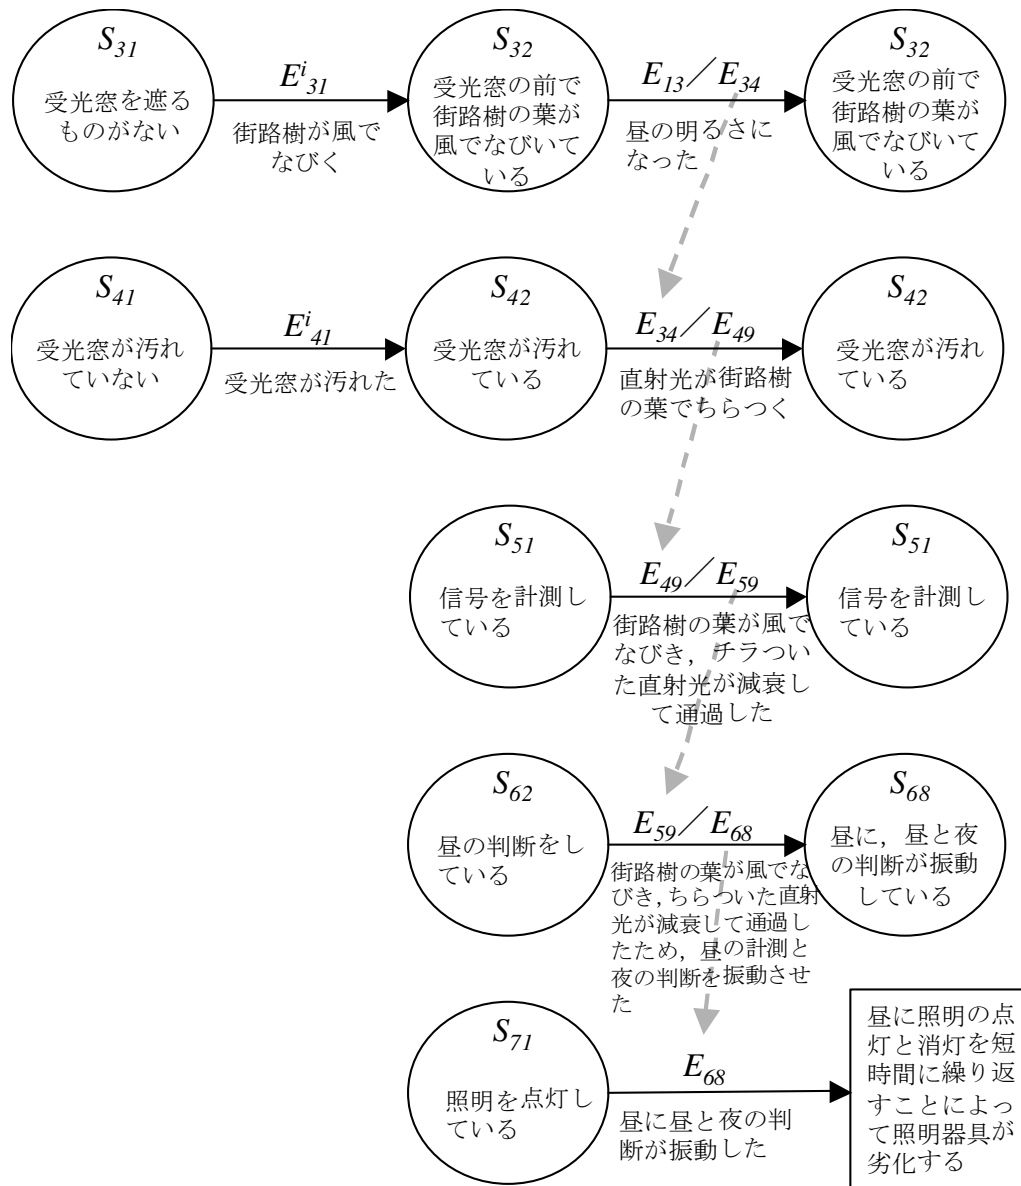 S31
受光窓を遮る
ものがない
E^i_31
街路樹が風で
なびく
S32
受光窓の前で
街路樹の葉が
風でなびいて
いる
E13／E34
昼の明るさに
なった
S32
受光窓の前で
街路樹の葉が
風でなびいて
いる
S41
受光窓が汚れ
ていない
E^i_41
受光窓が汚れた
S42
受光窓が汚れ
ている
E34／E49
直射光が街路樹
の葉でちらつく
S42
受光窓が汚れ
ている
S51
信号を計測し
ている
E49／E59
街路樹の葉が風で
なびき，チラつい
た直射光が減衰し
て通過した
S51
信号を計測し
ている
S62
昼の判断をし
ている
E59／E68
街路樹の葉が風でな
びき，ちらついた直射
光が減衰して通過し
たため，昼の計測と
夜の判断を振動させ
た
S68
昼に，昼と夜
の判断が振動
している
S71
照明を点灯し
ている
E68
昼に昼と夜の判
断が振動した
昼に照明の点
灯と消灯を短
時間に繰り返
すことによっ
て照明器具が
劣化する